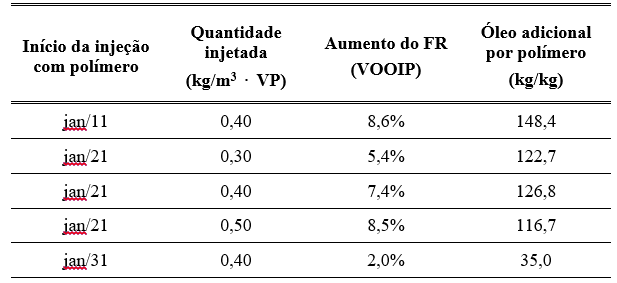 Início da injeção com polímero | Quantidade injetada (kg/m³ · VP) | Aumento do FR (VOOIP) | Óleo adicional por polímero (kg/kg)
jan/11 | 0,40 | 8,6% | 148,4
jan/21 | 0,30 | 5,4% | 122,7
jan/21 | 0,40 | 7,4% | 126,8
jan/21 | 0,50 | 8,5% | 116,7
jan/31 | 0,40 | 2,0% | 35,0